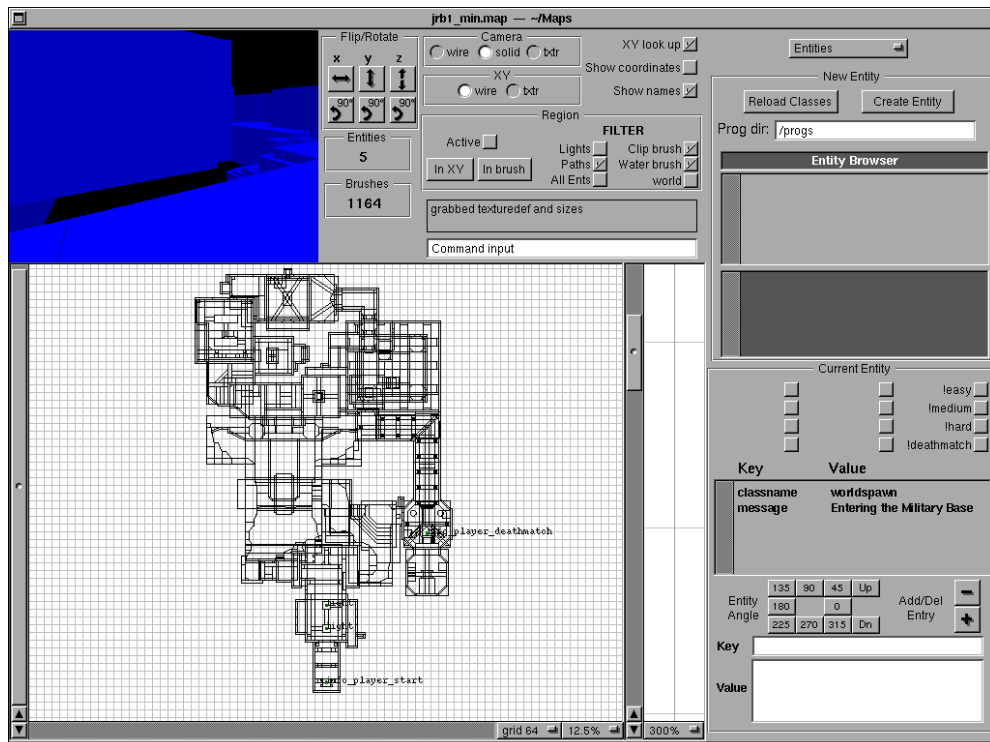 jrb1_min.map — ~/Maps
Flip/Rotate
x y z
90° 90° 90°
Entities
5
Brushes
1164
Camera
wire solid txtr
XY
wire txtr
XY look up
Show coordinates
Show names
Region
Active
In XY In brush
FILTER
Lights Clip brush
Paths Water brush
All Ents world
grabbed texturedef and sizes
Command input
Entities
New Entity
Reload Classes Create Entity
Prog dir: /progs
Entity Browser
Current Entity
!easy
!medium
!hard
!deathmatch
Key Value
classname worldspawn
message Entering the Military Base
Entity Angle
135 90 45 Up
180 0
225 270 315 Dn
Add/Del Entry
Key
Value
player_deathmatch
light
light
info_player_start
grid 64 12.5% 300%